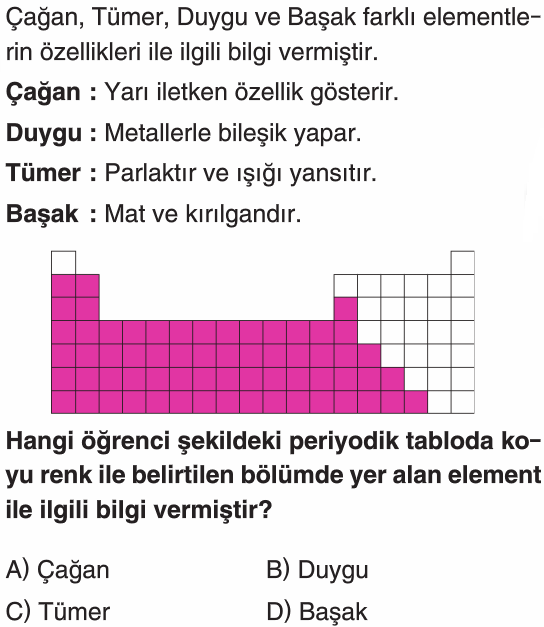 Çağan, Tümer, Duygu ve Başak farklı elementle-
rin özellikleri ile ilgili bilgi vermiştir.
Çağan : Yarı iletken özellik gösterir.
Duygu : Metallerle bileşik yapar.
Tümer : Parlaktır ve ışığı yansıtır.
Başak : Mat ve kırılgandır.
Hangi öğrenci şekildeki periyodik tabloda ko-
yu renk ile belirtilen bölümde yer alan element
ile ilgili bilgi vermiştir?
A) Çağan B) Duygu
C) Tümer D) Başak